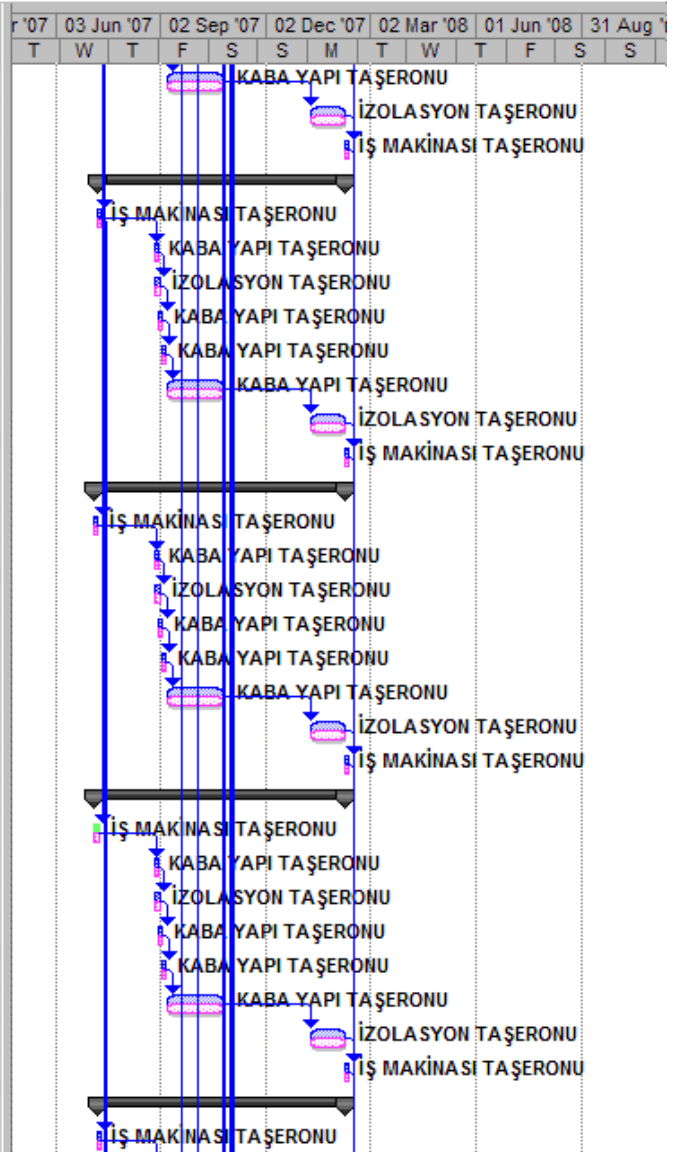 r '07 03 Jun '07 02 Sep '07 02 Dec '07 02 Mar '08 01 Jun '08 31 Aug '
T W T F S S M T W T F S S
KABA YAPI TAŞERONU
İZOLASYON TAŞERONU
İŞ MAKİNASI TAŞERONU
İŞ MAKİNASI TAŞERONU
KABA YAPI TAŞERONU
İZOLASYON TAŞERONU
KABA YAPI TAŞERONU
KABA YAPI TAŞERONU
KABA YAPI TAŞERONU
İZOLASYON TAŞERONU
İŞ MAKİNASI TAŞERONU
İŞ MAKİNASI TAŞERONU
KABA YAPI TAŞERONU
İZOLASYON TAŞERONU
KABA YAPI TAŞERONU
KABA YAPI TAŞERONU
KABA YAPI TAŞERONU
İZOLASYON TAŞERONU
İŞ MAKİNASI TAŞERONU
İŞ MAKİNASI TAŞERONU
KABA YAPI TAŞERONU
İZOLASYON TAŞERONU
KABA YAPI TAŞERONU
KABA YAPI TAŞERONU
KABA YAPI TAŞERONU
İZOLASYON TAŞERONU
İŞ MAKİNASI TAŞERONU
İŞ MAKİNASI TAŞERONU